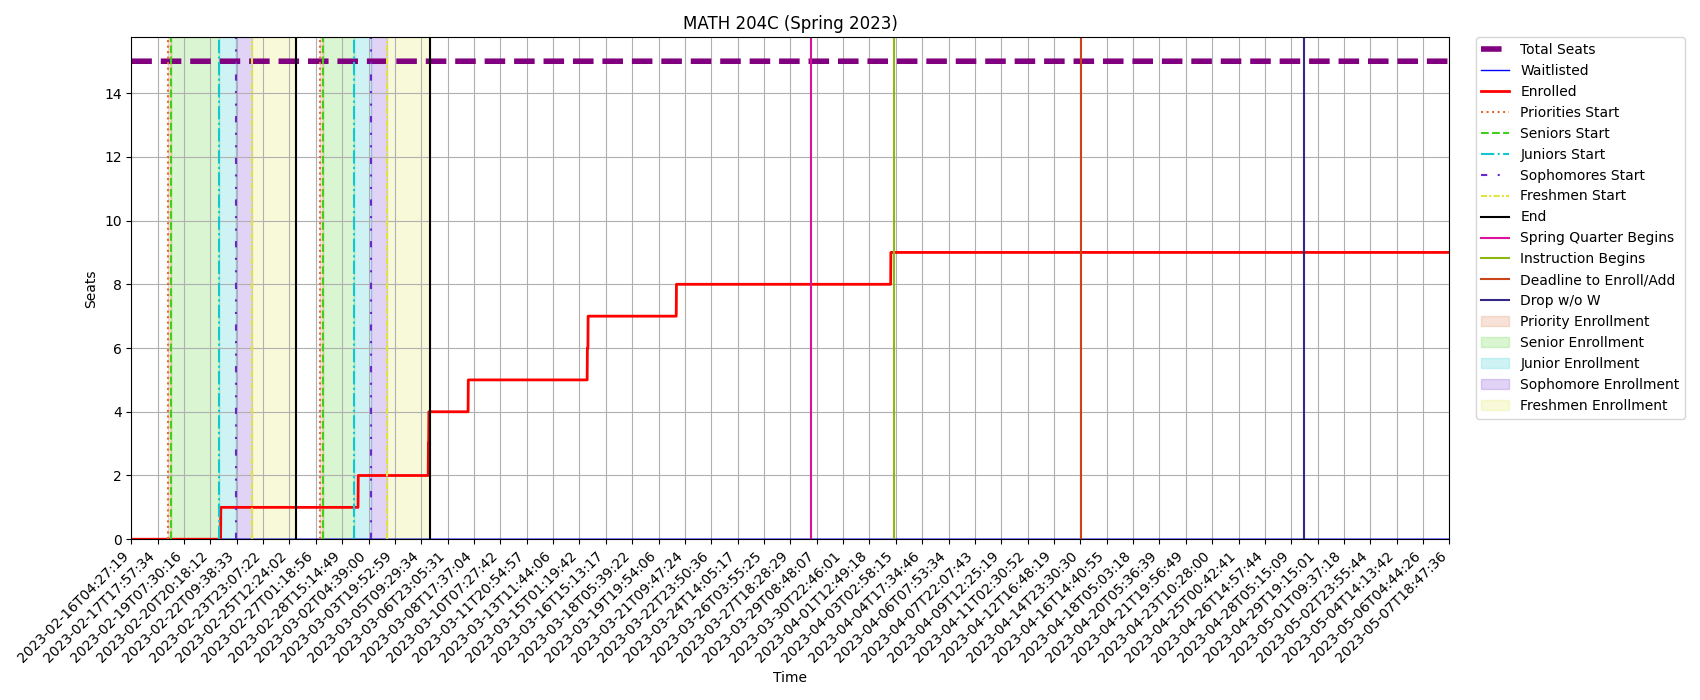 MATH 204C (Spring 2023)
Seats
14
12
10
8
6
4
2
0
2023-02-16T04:27:19
2023-02-17T17:57:34
2023-02-19T07:30:16
2023-02-20T20:18:12
2023-02-22T09:38:33
2023-02-23T23:07:22
2023-02-25T12:24:02
2023-02-27T01:18:56
2023-02-28T15:14:49
2023-03-02T04:39:00
2023-03-03T19:52:59
2023-03-05T09:29:34
2023-03-06T23:05:31
2023-03-08T17:37:04
2023-03-10T07:27:42
2023-03-11T20:54:57
2023-03-13T11:44:06
2023-03-15T01:19:42
2023-03-16T15:13:17
2023-03-18T05:39:22
2023-03-19T19:54:06
2023-03-21T09:47:24
2023-03-22T23:50:36
2023-03-24T14:05:17
2023-03-26T03:55:25
2023-03-27T18:28:29
2023-03-29T08:48:07
2023-03-30T22:46:01
2023-04-01T12:49:18
2023-04-03T02:58:15
2023-04-04T17:34:46
2023-04-06T07:53:34
2023-04-07T22:07:43
2023-04-09T12:25:19
2023-04-11T02:30:52
2023-04-12T16:48:19
2023-04-14T23:30:30
2023-04-16T14:40:55
2023-04-18T05:03:18
2023-04-20T05:36:39
2023-04-21T19:56:49
2023-04-23T10:28:00
2023-04-25T00:42:41
2023-04-26T14:57:44
2023-04-28T05:15:09
2023-04-29T19:15:01
2023-05-01T09:37:18
2023-05-02T23:55:44
2023-05-04T14:13:42
2023-05-06T04:44:26
2023-05-07T18:47:36
Time
Total Seats
Waitlisted
Enrolled
Priorities Start
Seniors Start
Juniors Start
Sophomores Start
Freshmen Start
End
Spring Quarter Begins
Instruction Begins
Deadline to Enroll/Add
Drop w/o W
Priority Enrollment
Senior Enrollment
Junior Enrollment
Sophomore Enrollment
Freshmen Enrollment